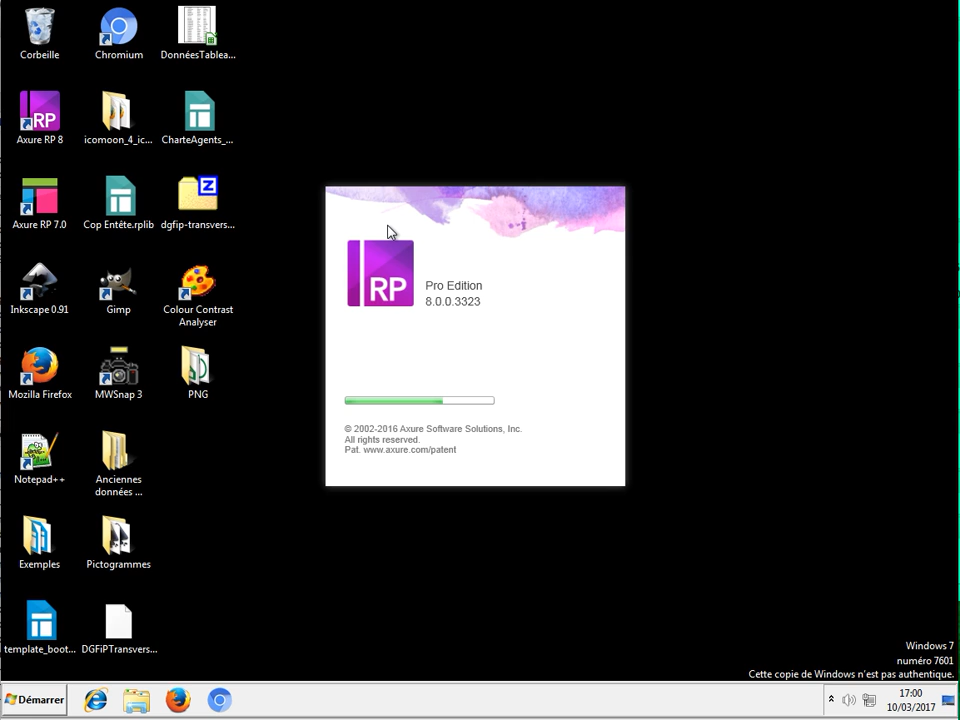 Corbeille
Chromium
DonnéesTablea...
Axure RP 8
icomoon_4_ic...
CharteAgents_...
Axure RP 7.0
Cop Entête.rplib
dgfip-transvers...
Inkscape 0.91
Gimp
Colour Contrast
Analyser
Mozilla Firefox
MWSnap 3
PNG
Notepad++
Anciennes
données ...
Exemples
Pictogrammes
template_boot...
DGFiPTransvers...
RP
Z
RP
Pro Edition
8.0.0.3323
© 2002-2016 Axure Software Solutions, Inc.
All rights reserved.
Pat. www.axure.com/patent
Windows 7
numéro 7601
Cette copie de Windows n'est pas authentique.
Démarrer
17:00
10/03/2017